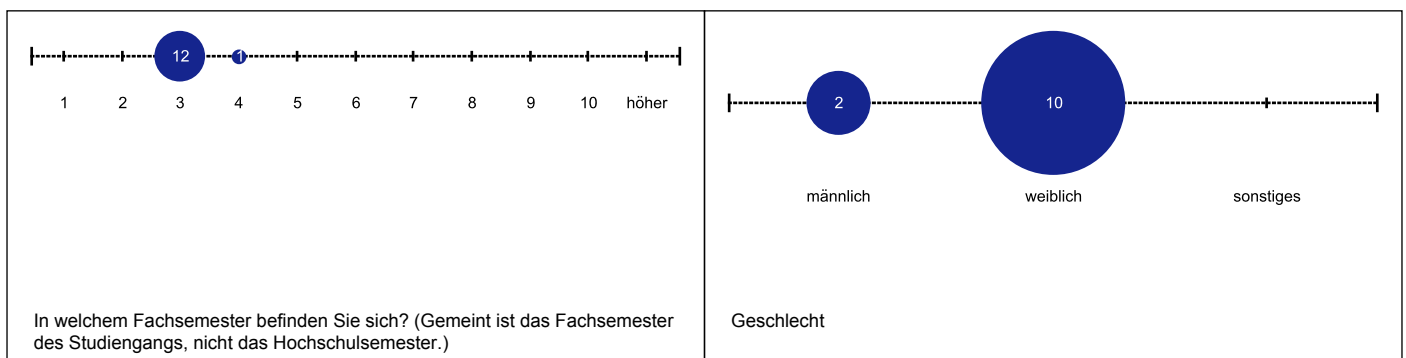 12 1
1 2 3 4 5 6 7 8 9 10 höher
In welchem Fachsemester befinden Sie sich? (Gemeint ist das Fachsemester
des Studiengangs, nicht das Hochschulsemester.)
2 10
männlich weiblich sonstiges
Geschlecht